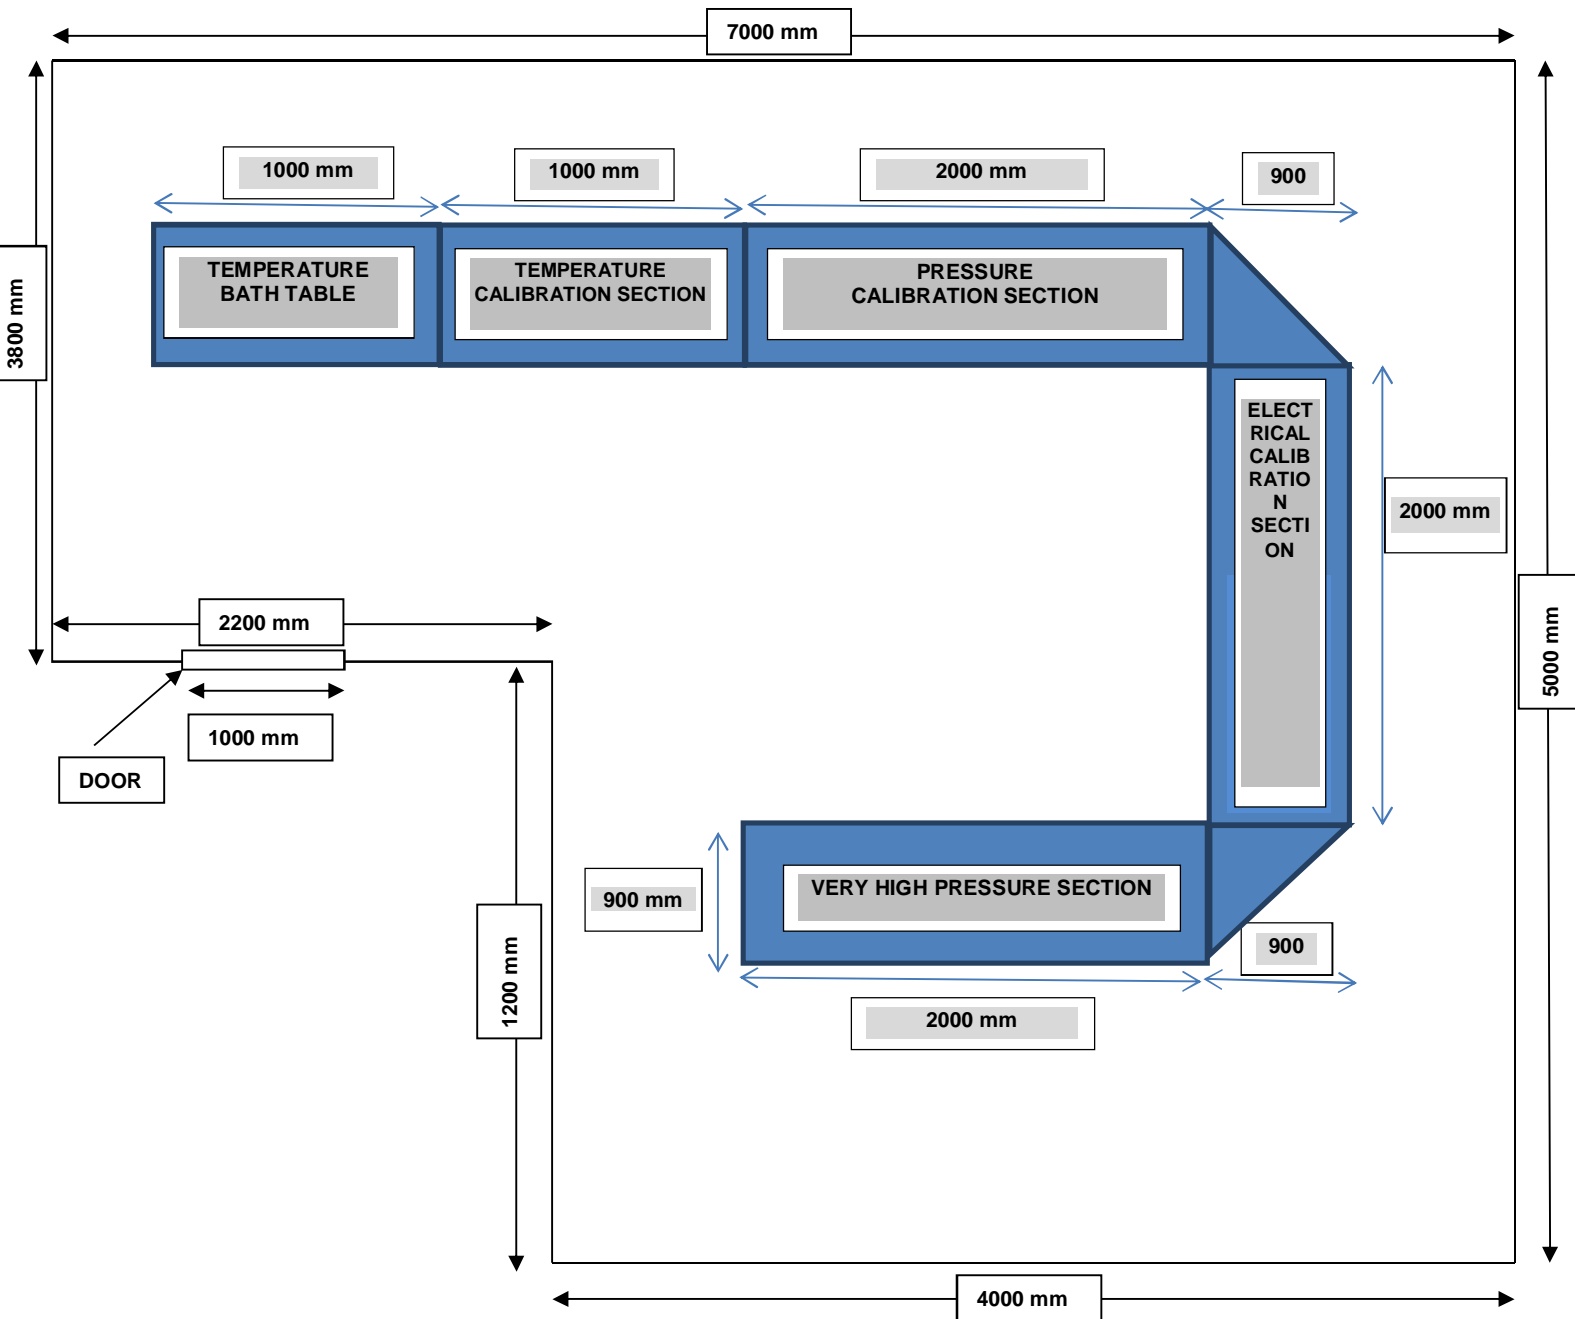 7000 mm
1000 mm
1000 mm
2000 mm
900
3800 mm
TEMPERATURE
BATH TABLE
TEMPERATURE
CALIBRATION SECTION
PRESSURE
CALIBRATION SECTION
ELECT
RICAL
CALIB
RATIO
N
SECTI
ON
2000 mm
2200 mm
5000 mm
1000 mm
DOOR
VERY HIGH PRESSURE SECTION
900 mm
900
1200 mm
2000 mm
4000 mm